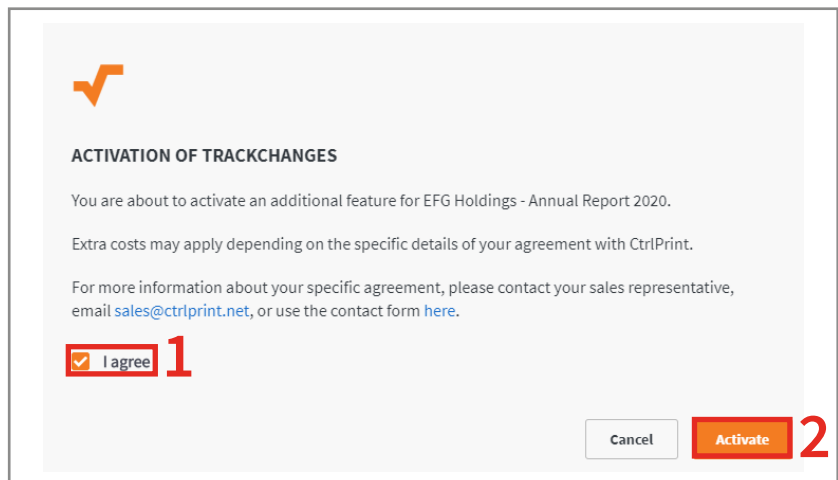 ACTIVATION OF TRACKCHANGES
You are about to activate an additional feature for EFG Holdings - Annual Report 2020.
Extra costs may apply depending on the specific details of your agreement with CtrlPrint.
For more information about your specific agreement, please contact your sales representative,
email sales@ctrlprint.net, or use the contact form here.
I agree 1
Cancel Activate 2